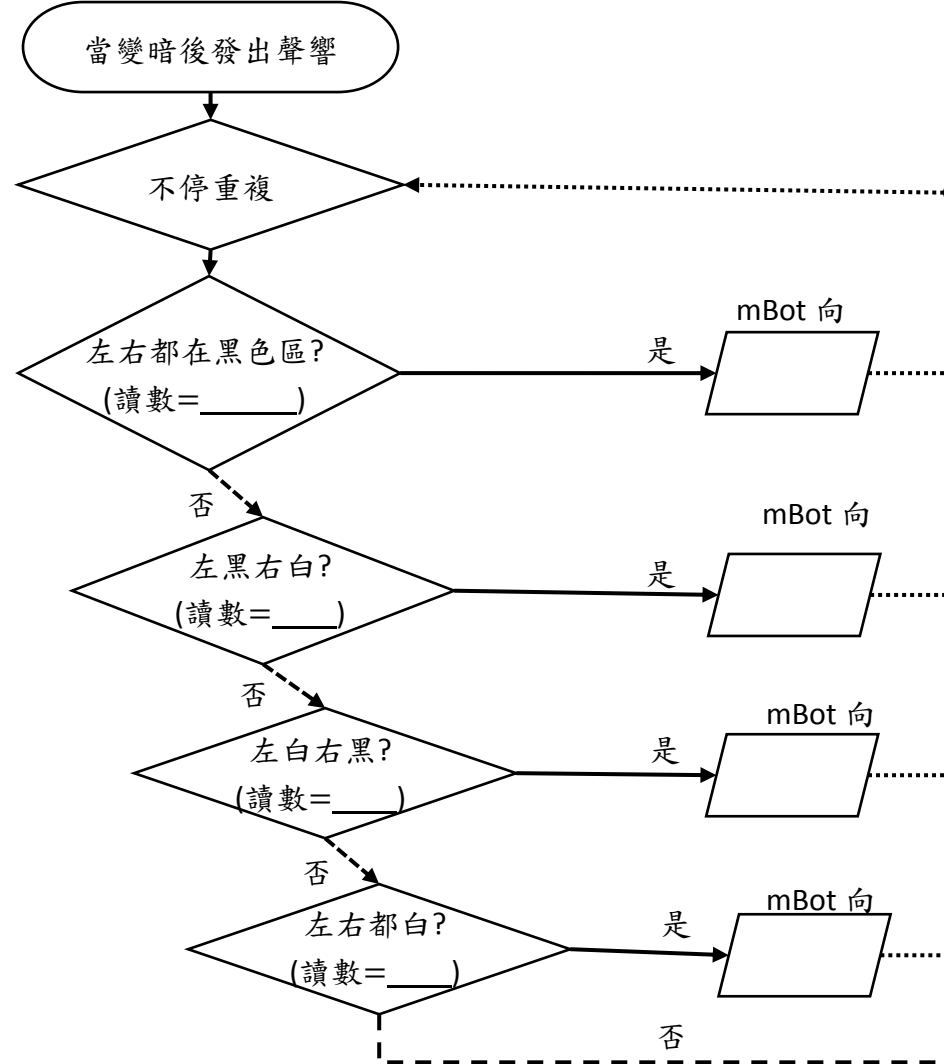 當變暗後發出聲響
不停重複
mBot 向
左右都在黑色區?
是
(讀數=______)
否
mBot 向
左黑右白?
是
(讀數=____)
否
mBot 向
左白右黑?
是
(讀數=____)
否
mBot 向
左右都白?
是
(讀數=____)
否